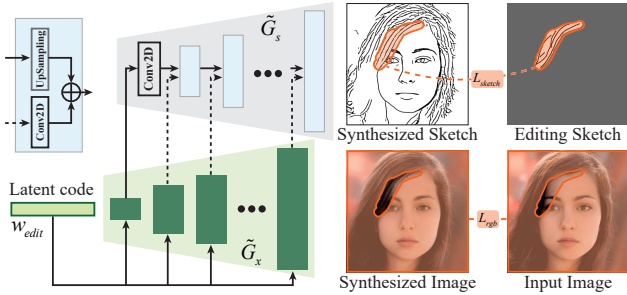 UpSampling
Conv2D
Conv2D
G̃ₛ
L_sketch
Synthesized Sketch
Editing Sketch
Latent code
w_edit
G̃ₓ
L_rgb
Synthesized Image
Input Image